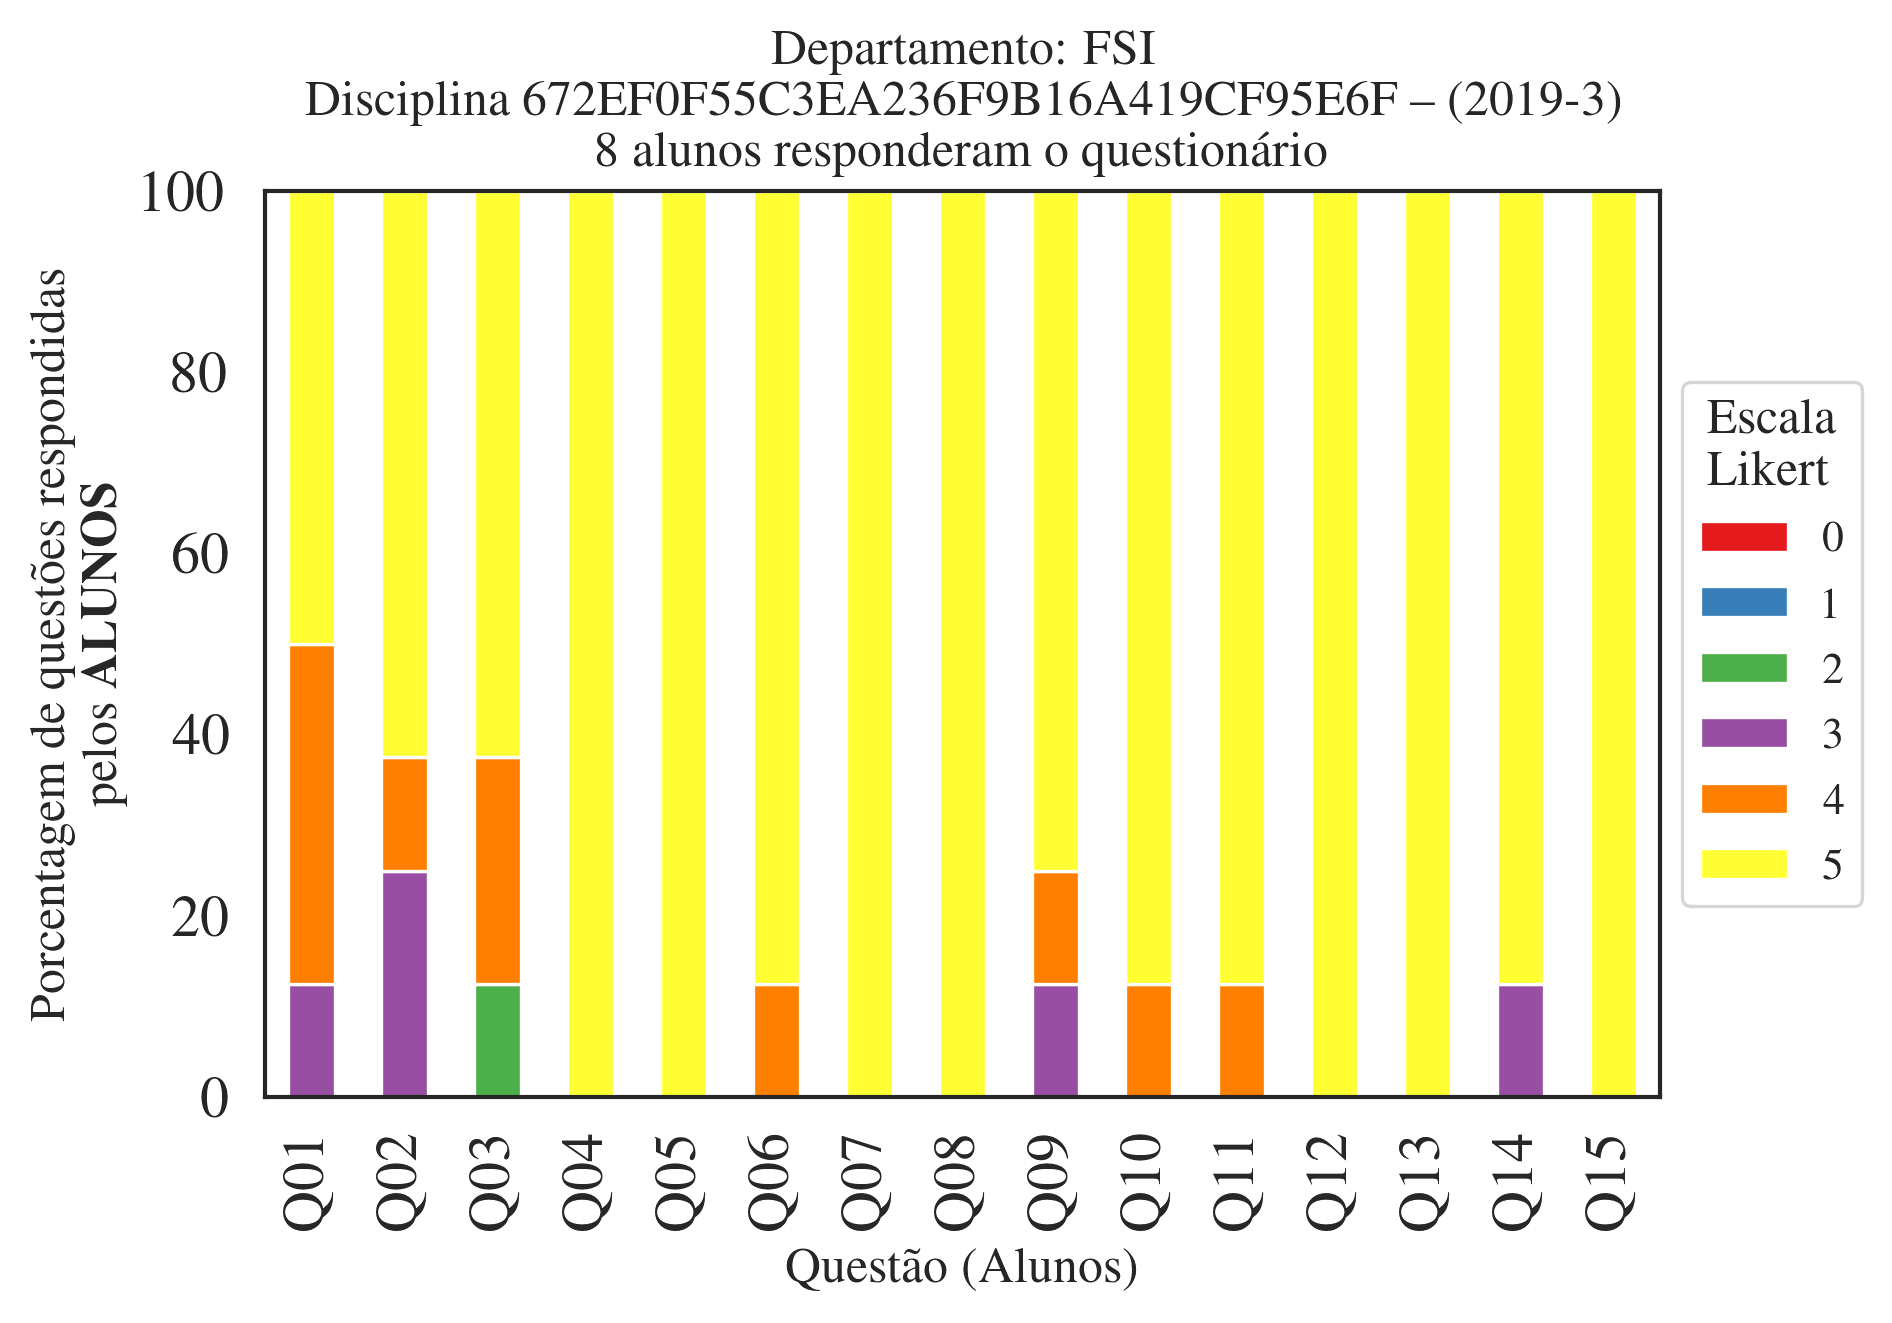 Departamento: FSI
Disciplina 672EF0F55C3EA236F9B16A419CF95E6F – (2019-3)
8 alunos responderam o questionário
Porcentagem de questões respondidas
pelos ALUNOS
100
80
60
40
20
0
Q01
Q02
Q03
Q04
Q05
Q06
Q07
Q08
Q09
Q10
Q11
Q12
Q13
Q14
Q15
Questão (Alunos)
Escala
Likert
0
1
2
3
4
5